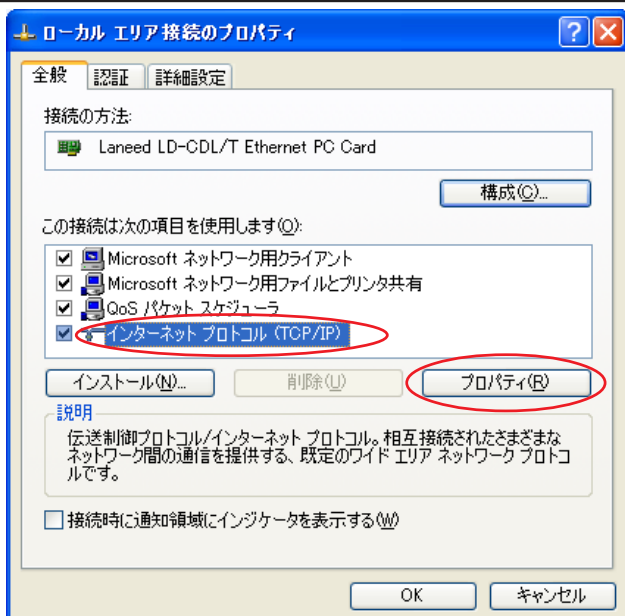 ローカル エリア接続のプロパティ
全般 認証 詳細設定
接続の方法:
Laneed LD-CDL/T Ethernet PC Card
構成(C)...
この接続は次の項目を使用します(O):
Microsoft ネットワーク用クライアント
Microsoft ネットワーク用ファイルとプリンタ共有
QoS パケット スケジューラ
インターネット プロトコル (TCP/IP)
インストール(N)... 削除(U) プロパティ(R)
説明
伝送制御プロトコル/インターネット プロトコル。相互接続されたさまざまな
ネットワーク間の通信を提供する、既定のワイド エリア ネットワーク プロトコ
ルです。
接続時に通知領域にインジケータを表示する(W)
OK キャンセル